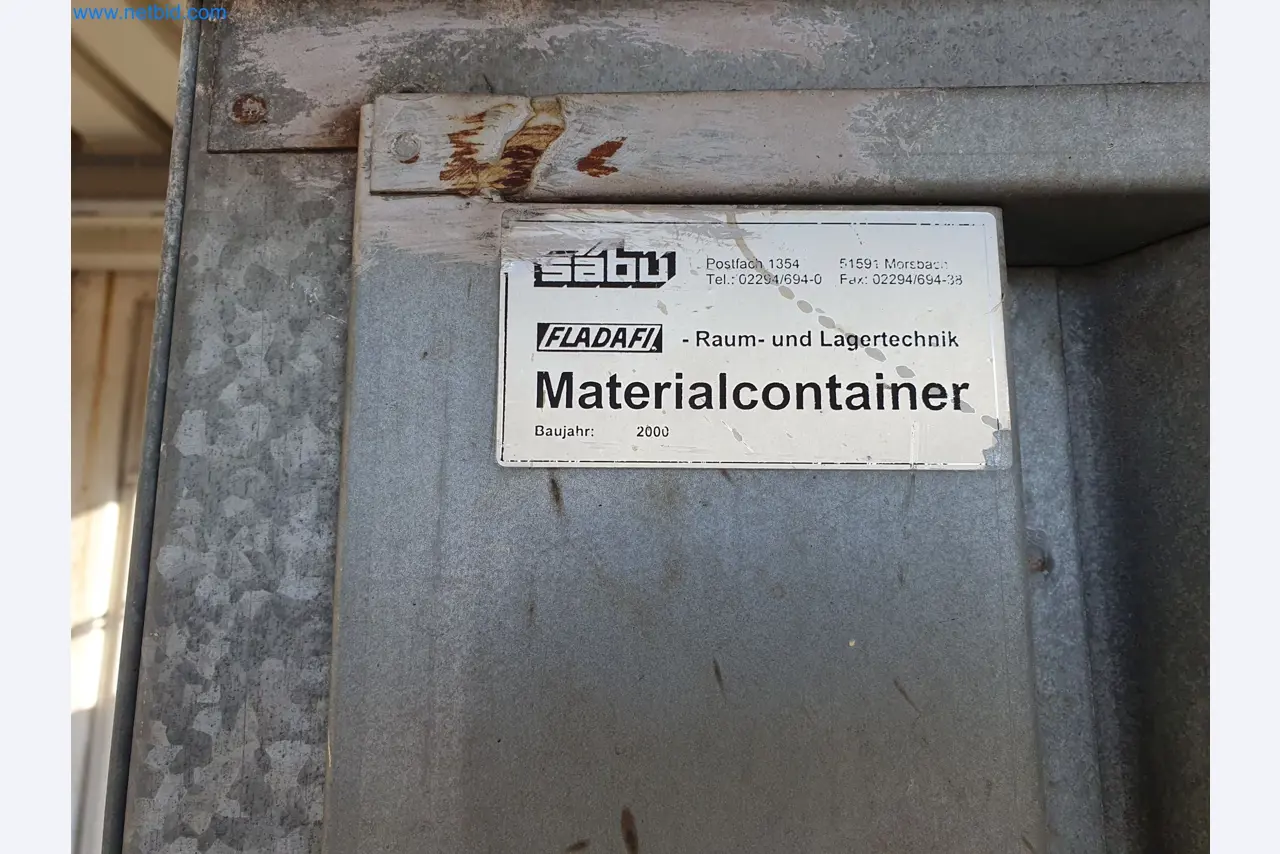 www.netbid.com
säbu Postfach 1354 51591 Morsbach
Tel.: 02294/694-0 Fax: 02294/694-38
FLADAFI - Raum- und Lagertechnik
Materialcontainer
Baujahr: 2000